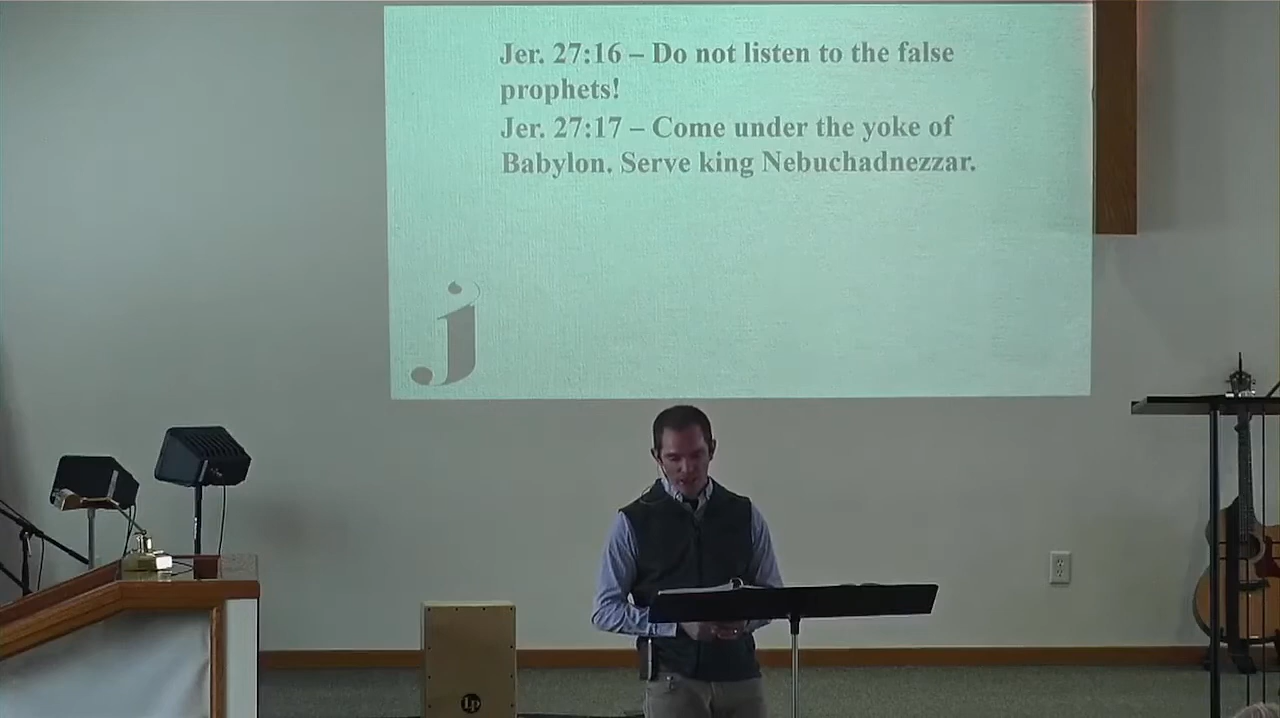 Jer. 27:16 – Do not listen to the false
prophets!
Jer. 27:17 – Come under the yoke of
Babylon. Serve king Nebuchadnezzar.
j
LP